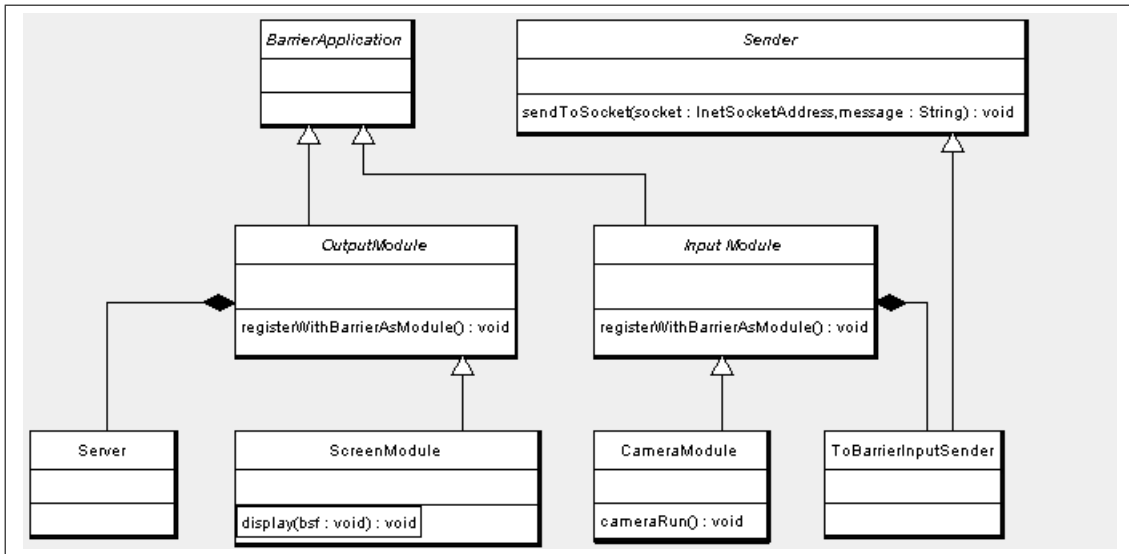 BarrierApplication
Sender
sendToSocket(socket : InetSocketAddress,message : String) : void
OutputModule
Input Module
registerWithBarrierAsModule() : void
registerWithBarrierAsModule() : void
Server
ScreenModule
CameraModule
ToBarrierInputSender
display(bsf : void) : void
cameraRun() : void